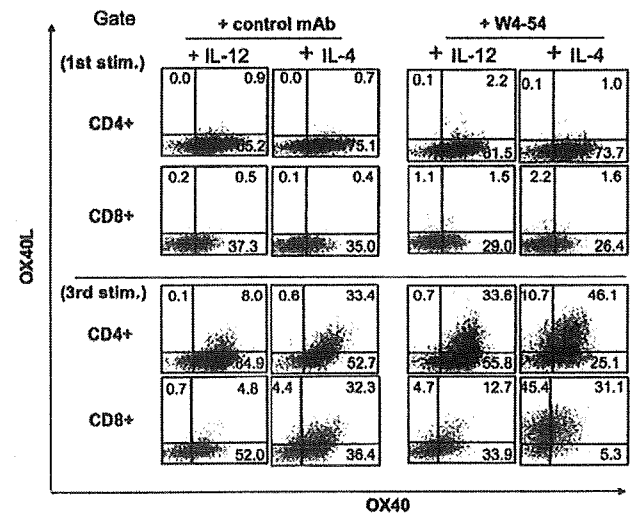 Gate + control mAb + W4-54
(1st stim.) + IL-12 + IL-4 + IL-12 + IL-4
CD4+ 0.0 0.9 0.0 0.7 0.1 2.2 0.1 1.0
65.2 75.1 61.5 73.7
CD8+ 0.2 0.5 0.1 0.4 1.1 1.5 2.2 1.6
37.3 35.0 29.0 26.4
OX40L
(3rd stim.) 0.1 8.0 0.6 33.4 0.7 33.6 10.7 46.1
CD4+ 64.9 52.7 55.8 25.1
CD8+ 0.7 4.8 4.4 32.3 4.7 12.7 45.4 31.1
52.0 36.4 33.9 5.3
OX40